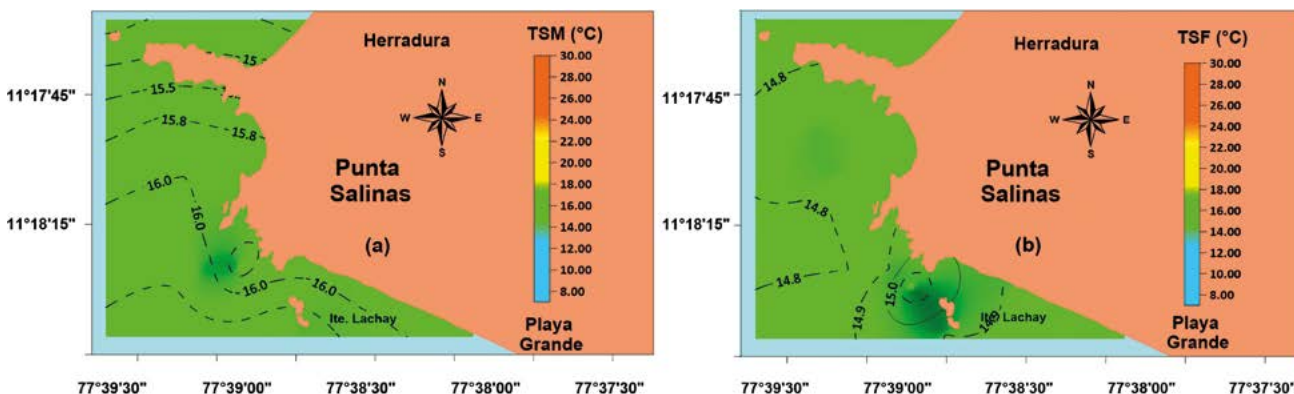 Herradura
TSM (°C)
30.00
28.00
26.00
24.00
22.00
20.00
18.00
16.00
14.00
12.00
10.00
8.00
15
15.5
15.8
15.8
16.0
16.0
16.0
16.0
N
W
E
S
Punta
Salinas
(a)
Ite. Lachay
Playa
Grande
11°17'45"
11°18'15"
77°39'30"
77°39'00"
77°38'30"
77°38'00"
77°37'30"
Herradura
TSF (°C)
30.00
28.00
26.00
24.00
22.00
20.00
18.00
16.00
14.00
12.00
10.00
8.00
14.8
14.8
14.8
14.9
15.0
14.9
N
W
E
S
Punta
Salinas
(b)
Ite. Lachay
Playa
Grande
11°17'45"
11°18'15"
77°39'30"
77°39'00"
77°38'30"
77°38'00"
77°37'30"